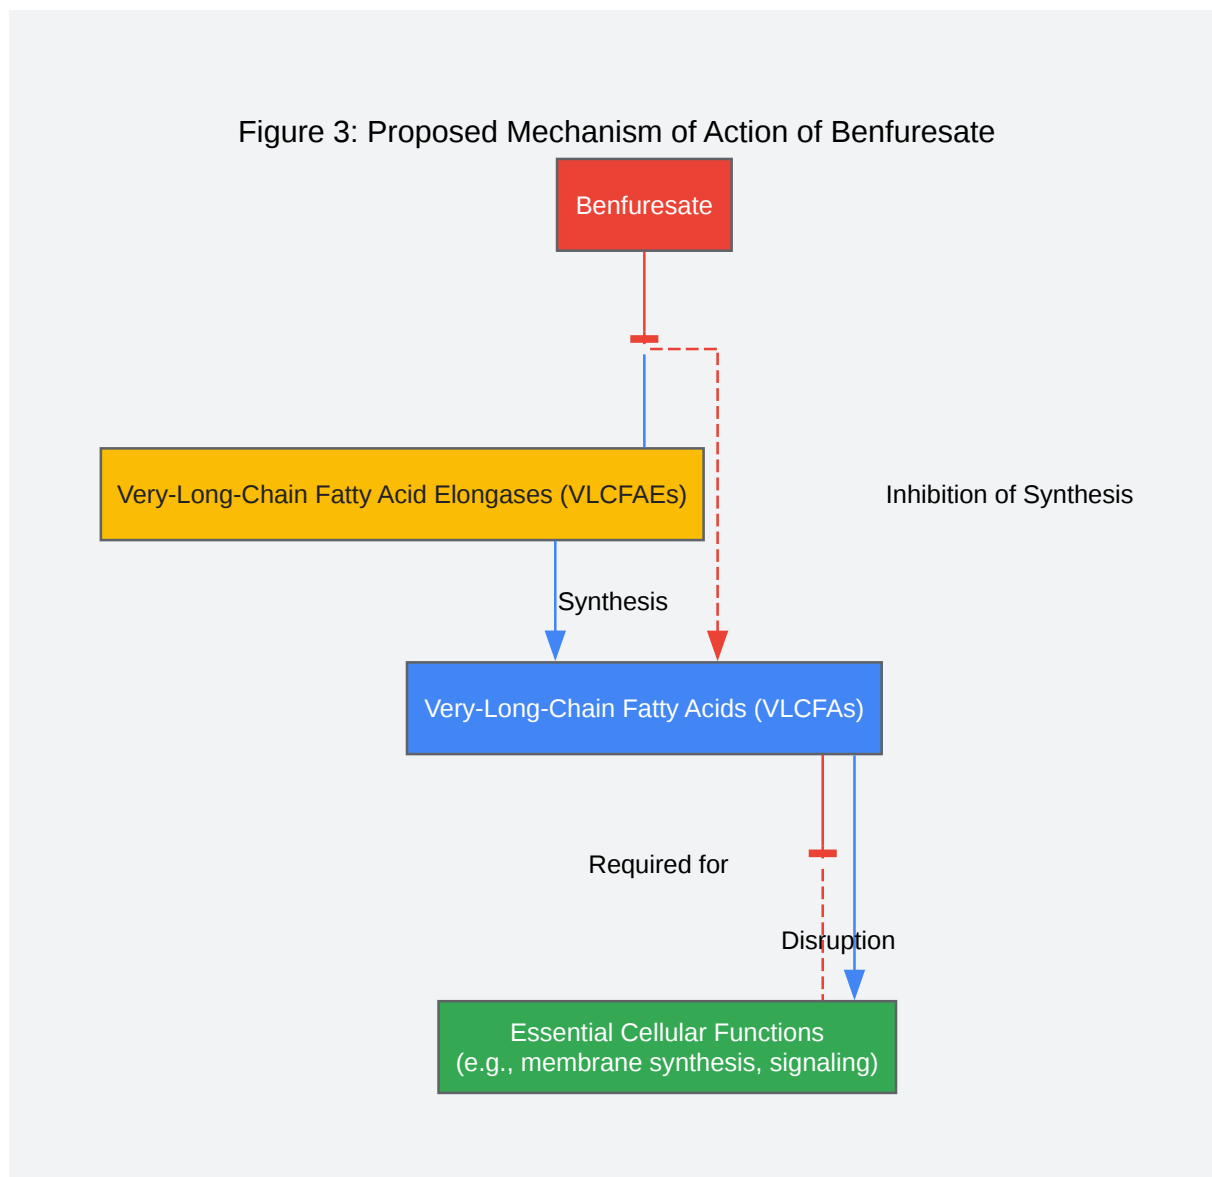 Figure 3: Proposed Mechanism of Action of Benfuresate
Benfuresate
Very-Long-Chain Fatty Acid Elongases (VLCFAEs)
Inhibition of Synthesis
Synthesis
Very-Long-Chain Fatty Acids (VLCFAs)
Required for
Disruption
Essential Cellular Functions
(e.g., membrane synthesis, signaling)